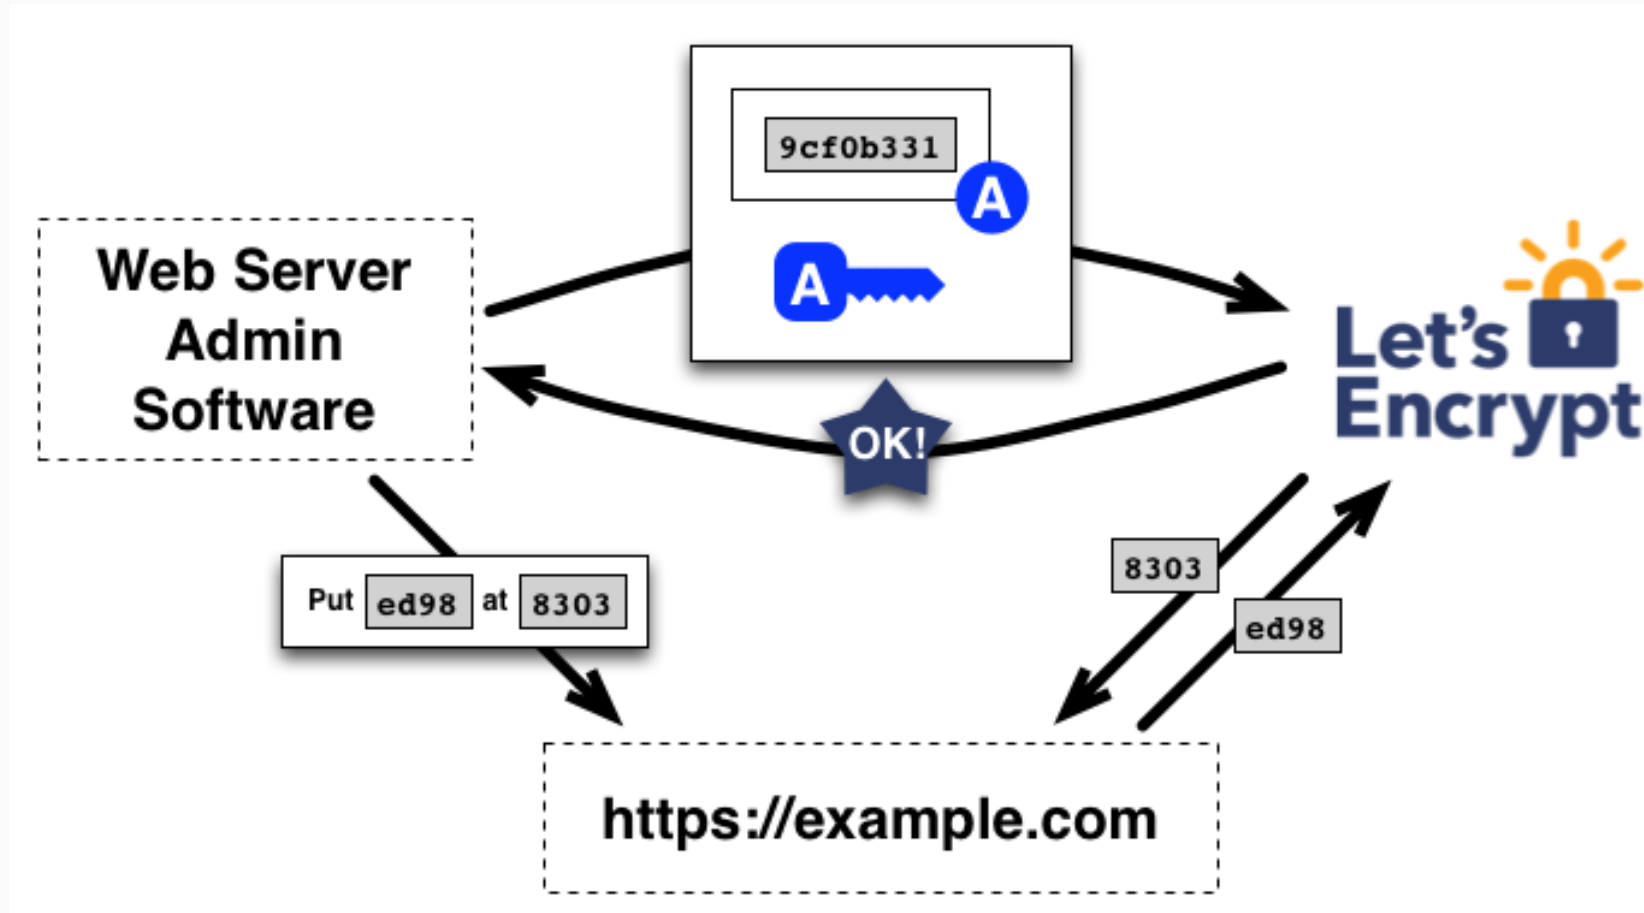 9cf0b331
A
A
Web Server
Admin
Software
Let's
Encrypt
OK!
Put ed98 at 8303
8303
ed98
https://example.com